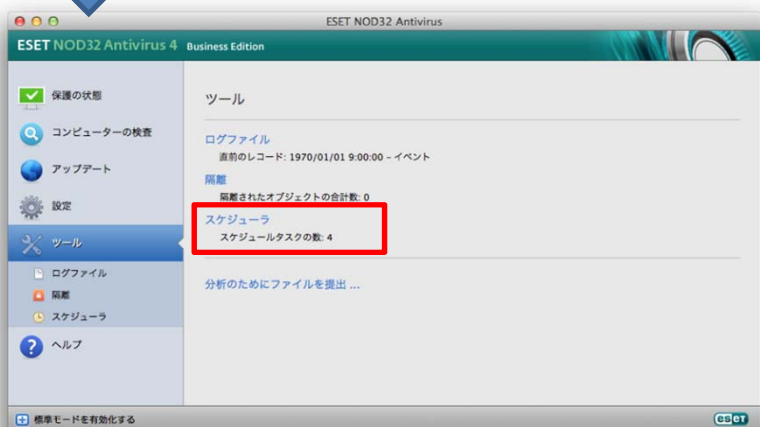 ESET NOD32 Antivirus
ESET NOD32 Antivirus 4 Business Edition
保護の状態
コンピューターの検査
アップデート
設定
ツール
ログファイル
隔離
スケジューラ
ヘルプ
ツール
ログファイル
直前のレコード: 1970/01/01 9:00:00 – イベント
隔離
隔離されたオブジェクトの合計数: 0
スケジューラ
スケジュールタスクの数: 4
分析のためにファイルを提出 ...
標準モードを有効化する
eset